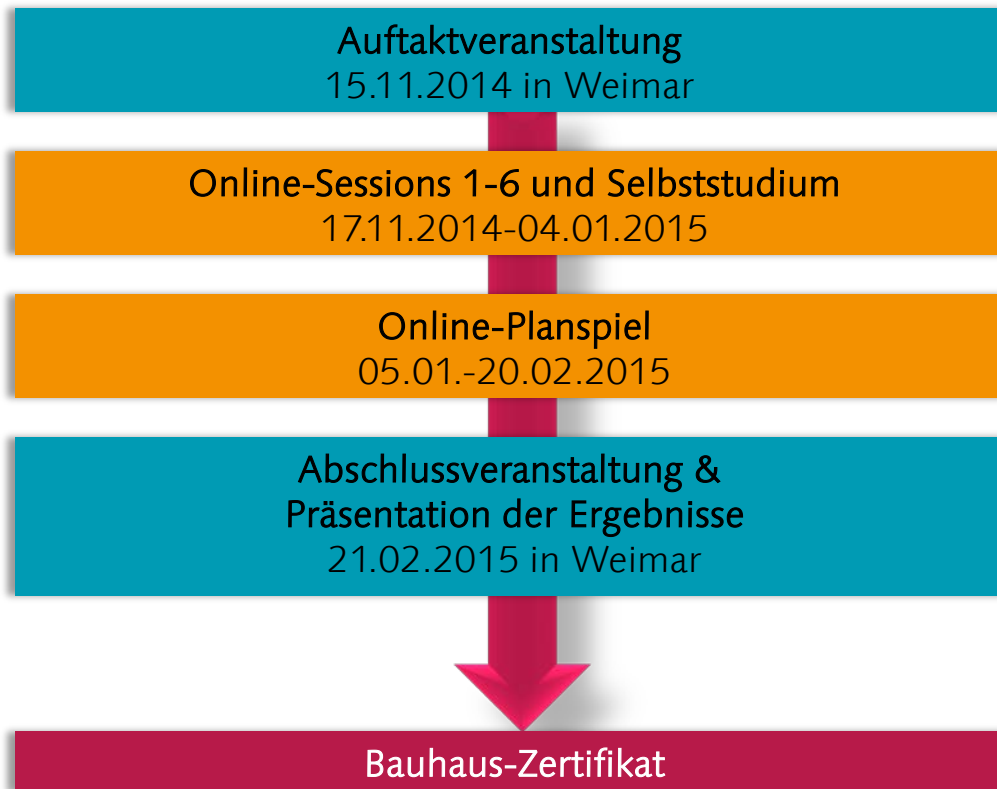 Auftaktveranstaltung
15.11.2014 in Weimar
Online-Sessions 1-6 und Selbststudium
17.11.2014-04.01.2015
Online-Planspiel
05.01.-20.02.2015
Abschlussveranstaltung &
Präsentation der Ergebnisse
21.02.2015 in Weimar
Bauhaus-Zertifikat